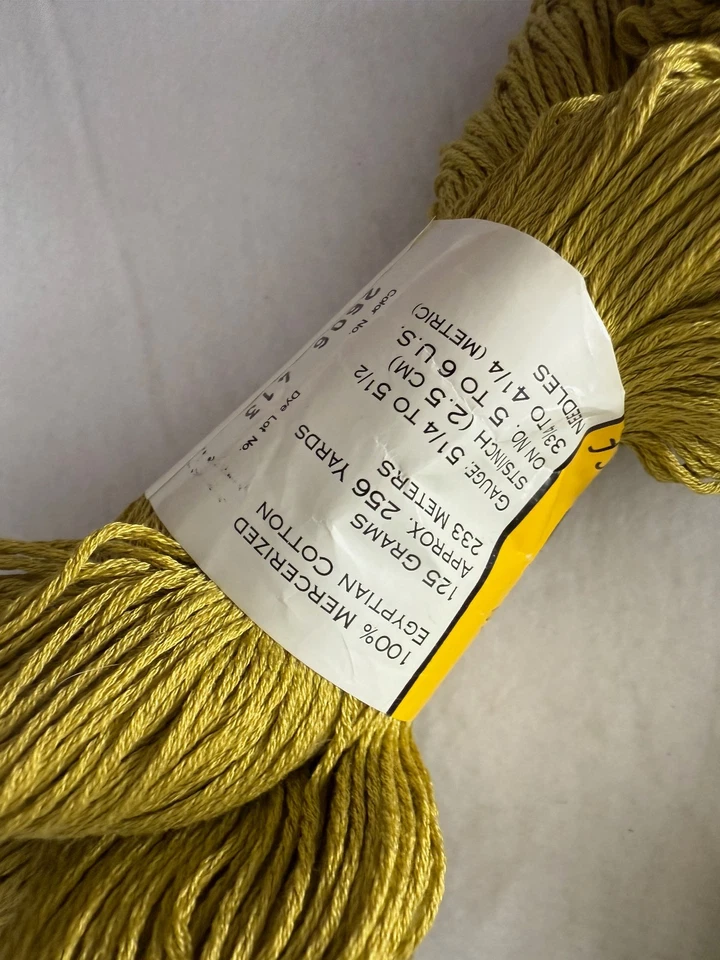 100% MERCERIZED
EGYPTIAN COTTON
125 GRAMS
APPROX. 256 YARDS
233 METERS
GAUGE: 5 1/4 TO 5 1/2
STS/INCH (2.5 CM)
ON NO. 5 TO 6 U.S.
3 3/4 TO 4 1/4 (METRIC)
NEEDLES
Color No.
2606
Dye Lot No.